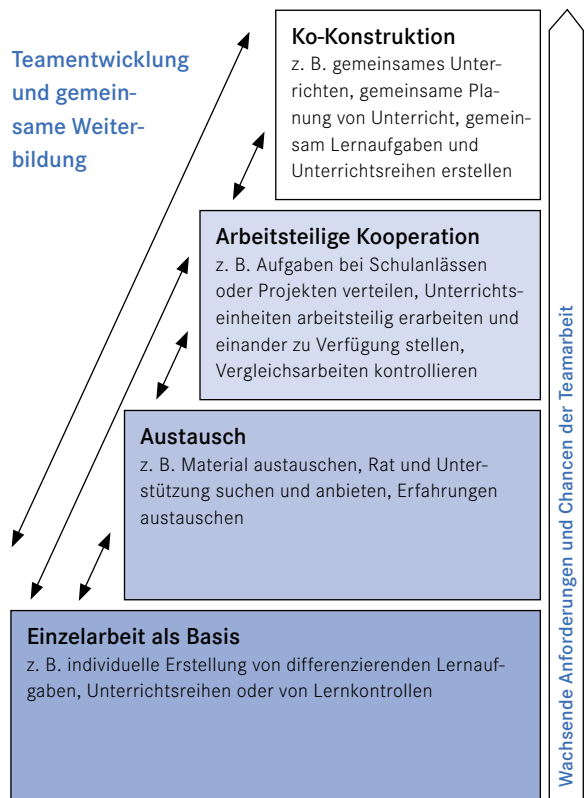 Teamentwicklung
und gemein-
same Weiter-
bildung
Ko-Konstruktion
z. B. gemeinsames Unter-
richten, gemeinsame Pla-
nung von Unterricht, gemein-
sam Lernaufgaben und
Unterrichtsreihen erstellen
Arbeitsteilige Kooperation
z. B. Aufgaben bei Schulanlässen
oder Projekten verteilen, Unterrichts-
einheiten arbeitsteilig erarbeiten und
einander zu Verfügung stellen,
Vergleichsarbeiten kontrollieren
Austausch
z. B. Material austauschen, Rat und Unter-
stützung suchen und anbieten, Erfahrungen
austauschen
Einzelarbeit als Basis
z. B. individuelle Erstellung von differenzierenden Lernauf-
gaben, Unterrichtsreihen oder von Lernkontrollen
Wachsende Anforderungen und Chancen der Teamarbeit